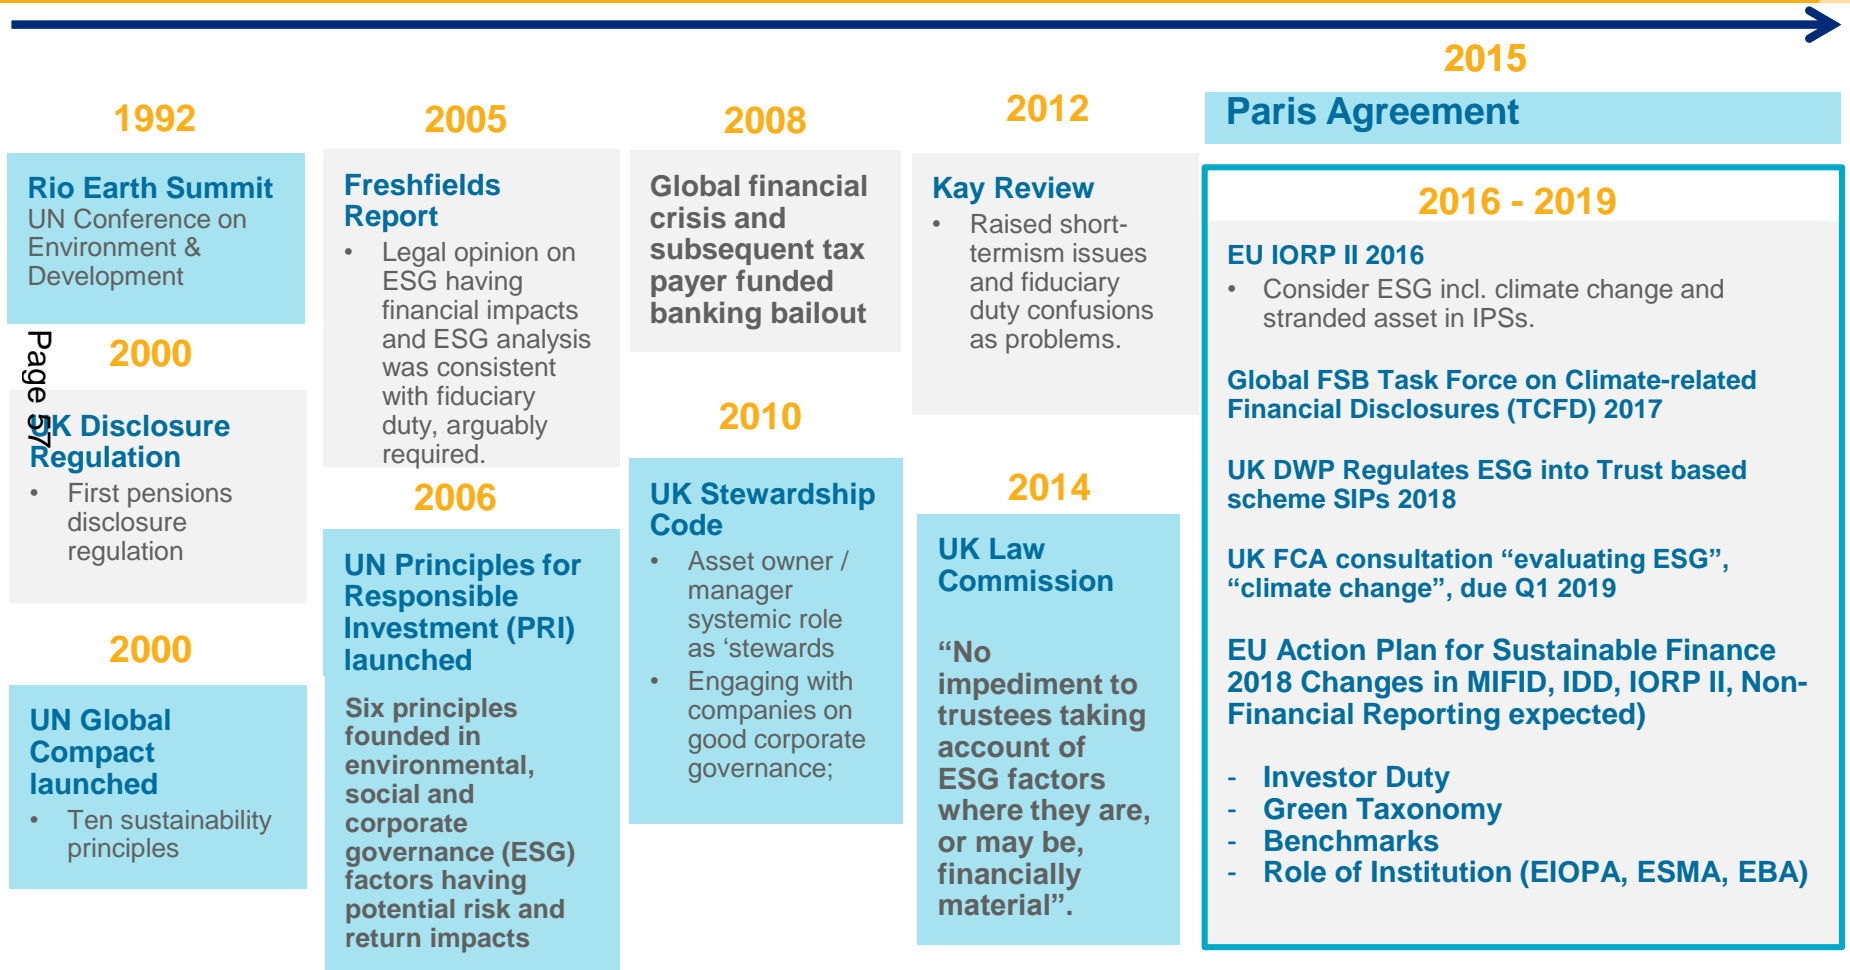 1992
Rio Earth Summit
UN Conference on
Environment &
Development
2000
UK Disclosure
Regulation
• First pensions
disclosure
regulation
2000
UN Global
Compact
launched
• Ten sustainability
principles
Page 57
2005
Freshfields
Report
• Legal opinion on
ESG having
financial impacts
and ESG analysis
was consistent
with fiduciary
duty, arguably
required.
2006
UN Principles for
Responsible
Investment (PRI)
launched
Six principles
founded in
environmental,
social and
corporate
governance (ESG)
factors having
potential risk and
return impacts
2008
Global financial
crisis and
subsequent tax
payer funded
banking bailout
2010
UK Stewardship
Code
• Asset owner /
manager
systemic role
as ‘stewards
• Engaging with
companies on
good corporate
governance;
2012
Kay Review
• Raised short-
termism issues
and fiduciary
duty confusions
as problems.
2014
UK Law
Commission
“No
impediment to
trustees taking
account of
ESG factors
where they are,
or may be,
financially
material”.
2015
Paris Agreement
2016 - 2019
EU IORP II 2016
• Consider ESG incl. climate change and
stranded asset in IPSs.
Global FSB Task Force on Climate-related
Financial Disclosures (TCFD) 2017
UK DWP Regulates ESG into Trust based
scheme SIPs 2018
UK FCA consultation “evaluating ESG”,
“climate change”, due Q1 2019
EU Action Plan for Sustainable Finance
2018 Changes in MIFID, IDD, IORP II, Non-
Financial Reporting expected)
- Investor Duty
- Green Taxonomy
- Benchmarks
- Role of Institution (EIOPA, ESMA, EBA)